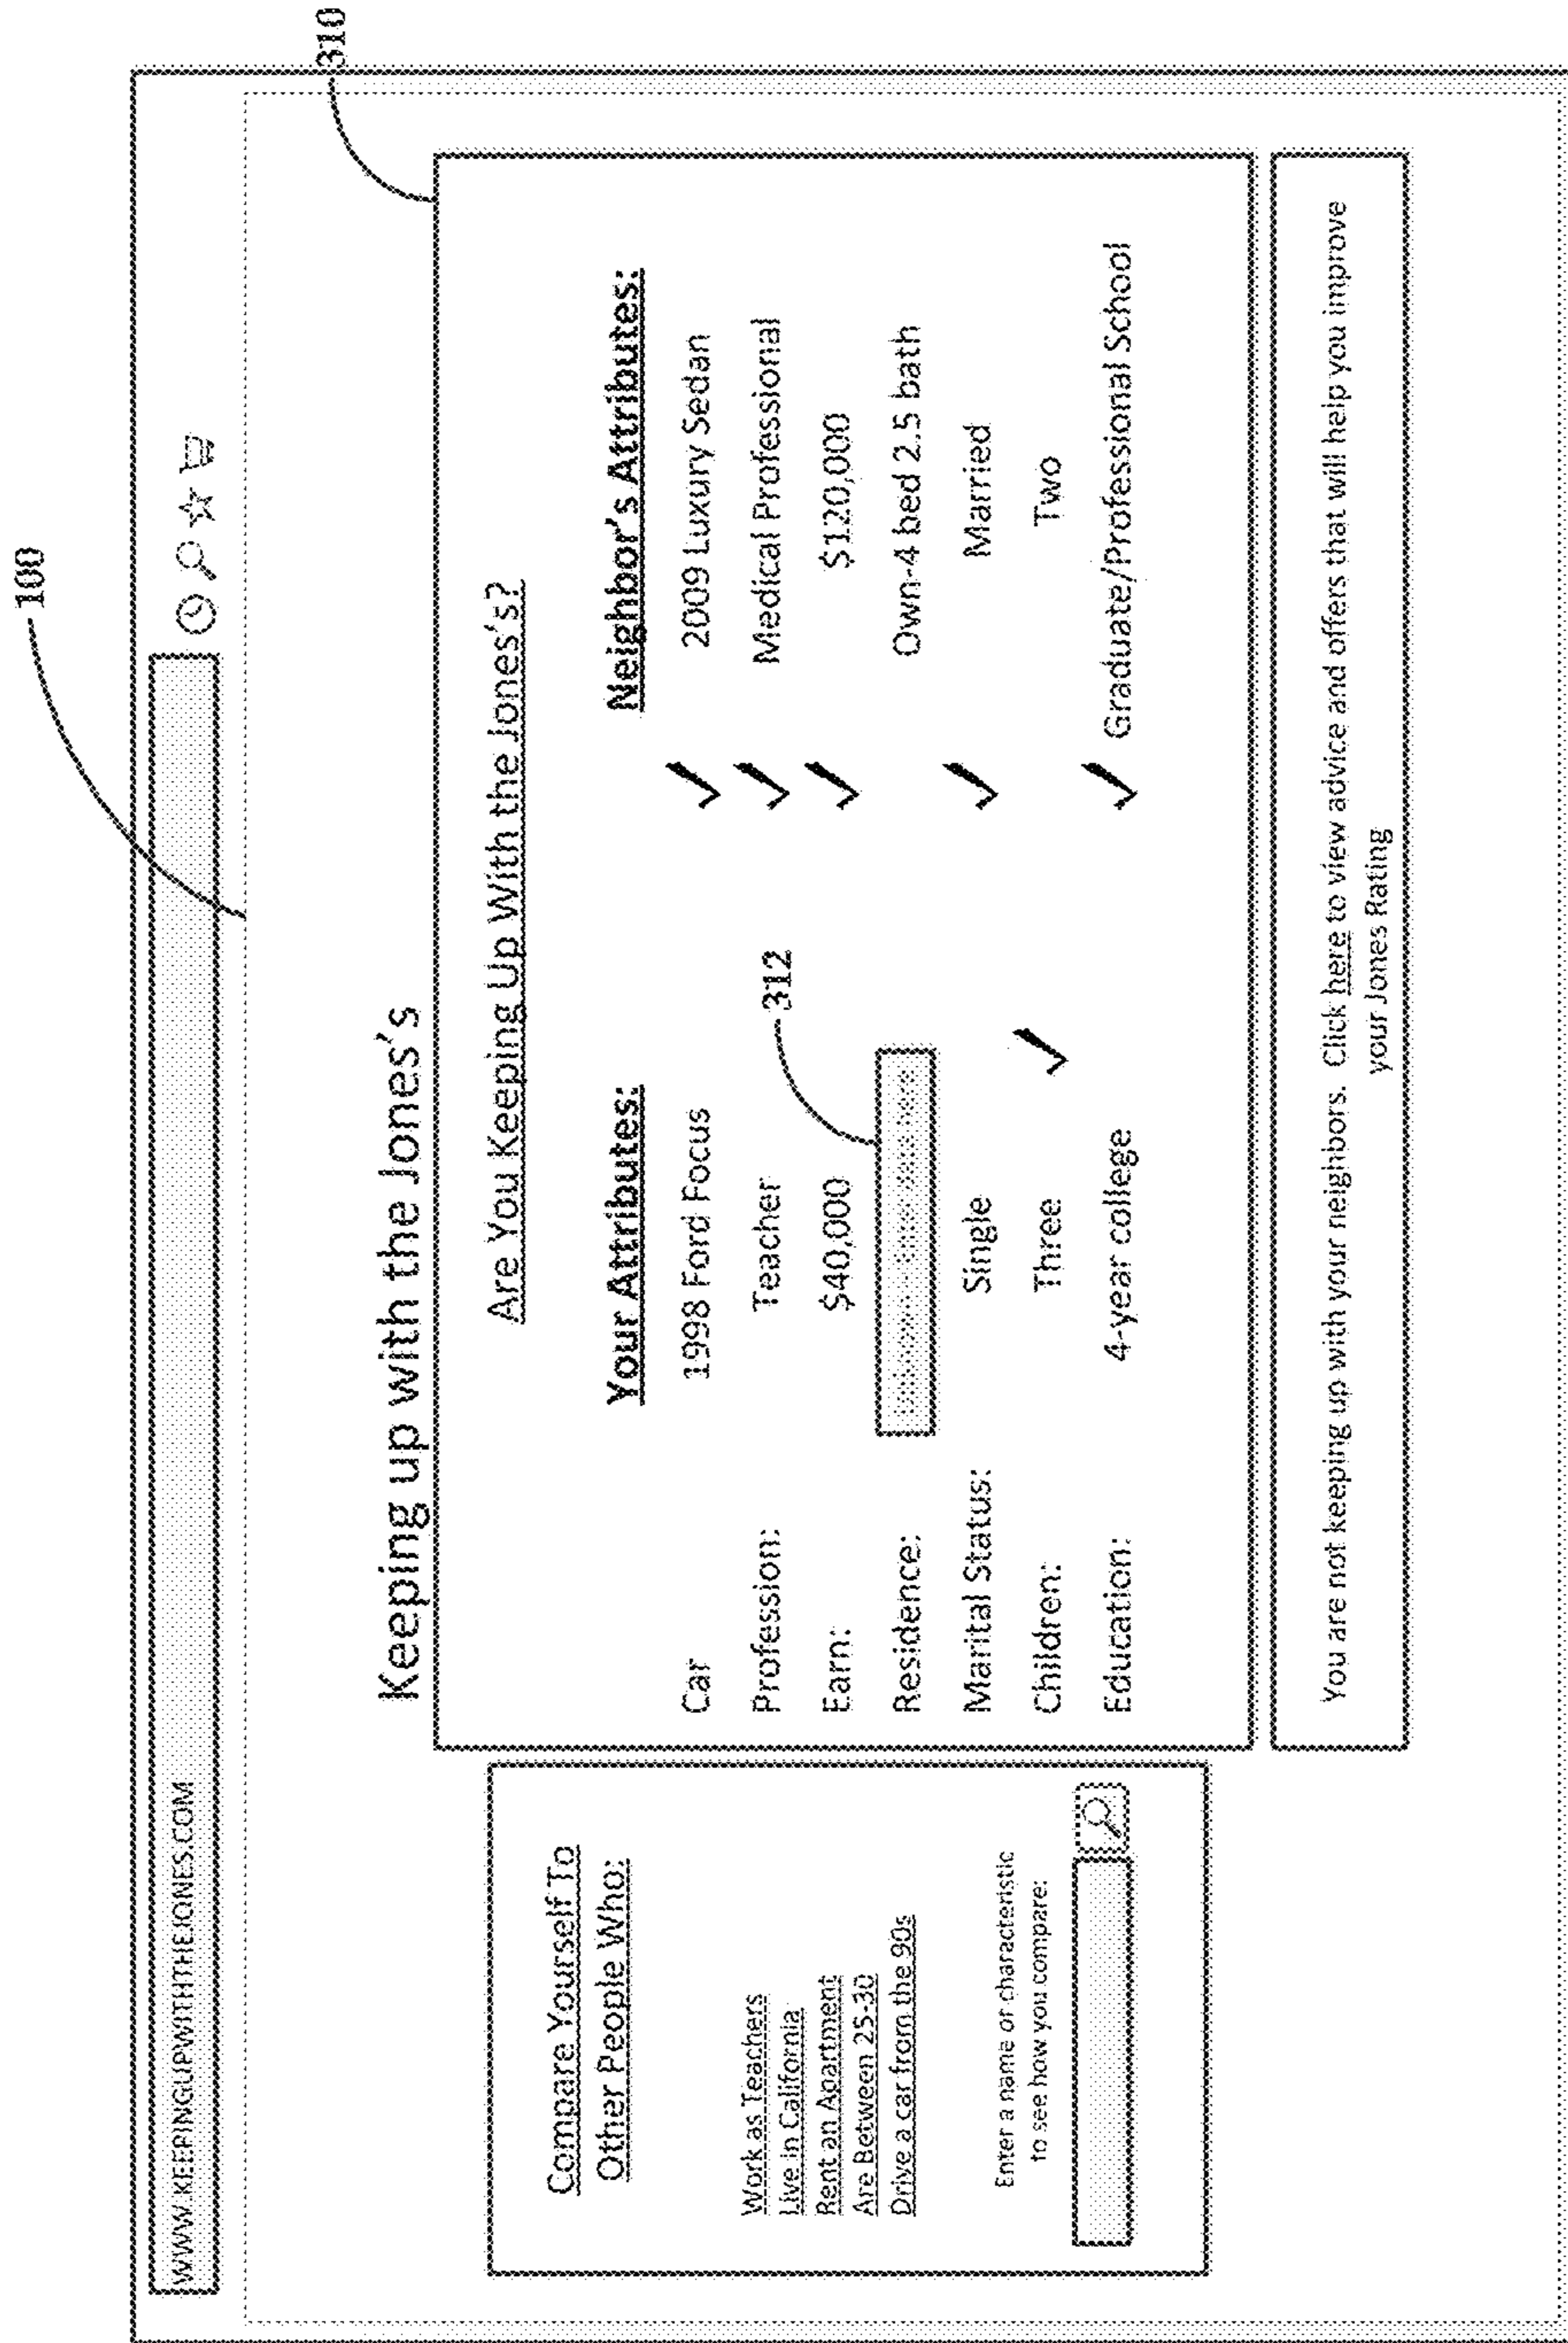 100
310
WWW.KEEPINGUPWITHTHEJONES.COM
Keeping up with the Jones's
Compare Yourself To
Other People Who:
Work as Teachers
Live in California
Rent an Apartment
Are Between 25-30
Drive a car from the 90s
Enter a name or characteristic
to see how you compare:
Are You Keeping Up With the Jones's?
Your Attributes: Neighbor's Attributes:
Car 1998 Ford Focus ✓ 2009 Luxury Sedan
Profession: Teacher ✓ Medical Professional
312
Earn: $40,000 ✓ $120,000
Residence: Own-4 bed 2.5 bath
Marital Status: Single ✓ Married
Children: Three ✓ Two
Education: 4-year college ✓ Graduate/Professional School
You are not keeping up with your neighbors. Click here to view advice and offers that will help you improve
your Jones Rating